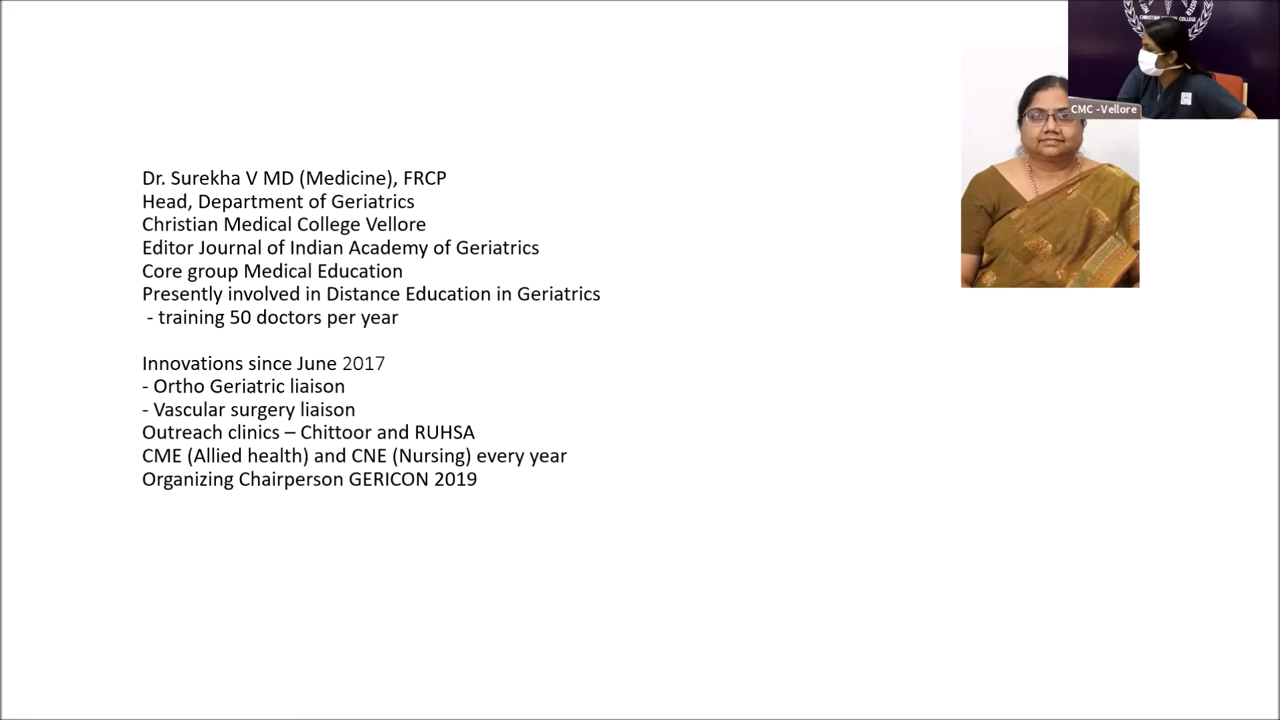 Dr. Surekha V MD (Medicine), FRCP
Head, Department of Geriatrics
Christian Medical College Vellore
Editor Journal of Indian Academy of Geriatrics
Core group Medical Education
Presently involved in Distance Education in Geriatrics
- training 50 doctors per year
Innovations since June 2017
- Ortho Geriatric liaison
- Vascular surgery liaison
Outreach clinics – Chittoor and RUHSA
CME (Allied health) and CNE (Nursing) every year
Organizing Chairperson GERICON 2019
CMC -Vellore